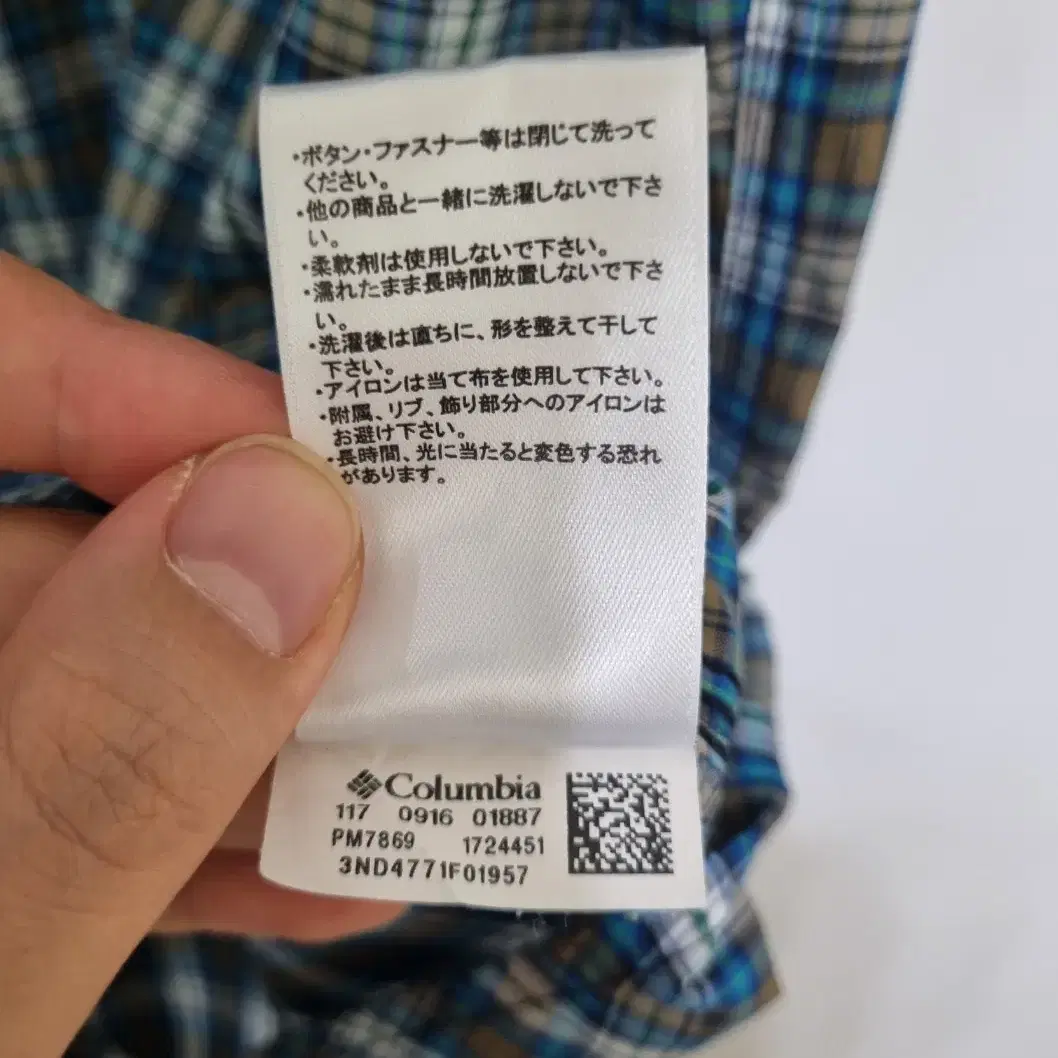 ・ボタン・ファスナー等は閉じて洗って
ください。
・他の商品と一緒に洗濯しないで下さ
い。
・柔軟剤は使用しないで下さい。
・濡れたまま長時間放置しないで下さ
い。
・洗濯後は直ちに、形を整えて干して
下さい。
・アイロンは当て布を使用して下さい。
・附属、リブ、飾り部分へのアイロンは
お避け下さい。
・長時間、光に当たると変色する恐れ
があります。
Columbia
117 0916 01887
PM7869 1724451
3ND4771F01957